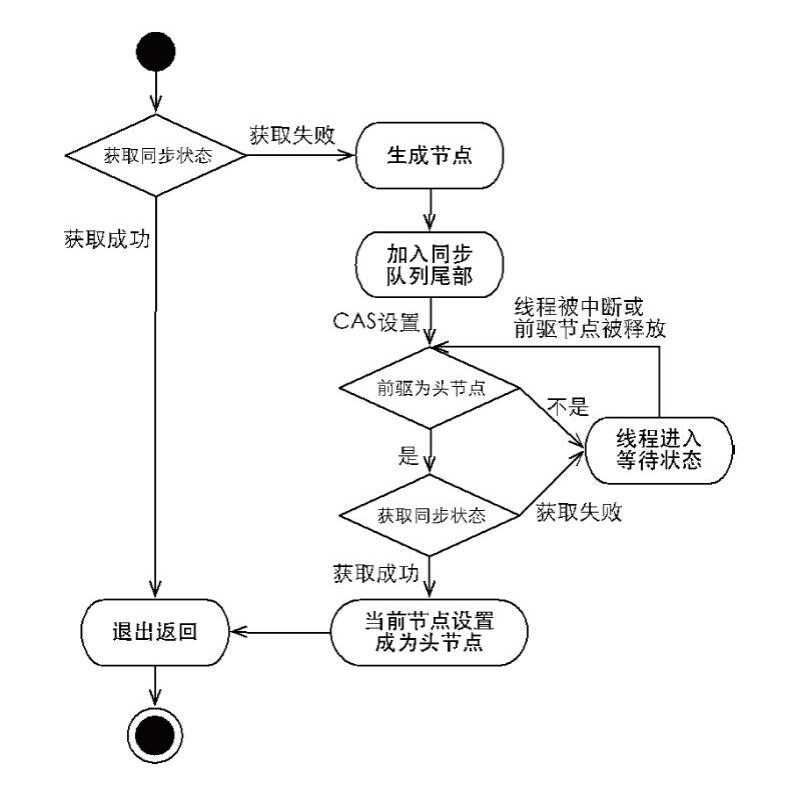 获取同步状态
获取失败
生成节点
获取成功
加入同步
队列尾部
CAS设置
线程被中断或
前驱节点被释放
前驱为头节点
不是
线程进入
等待状态
是
获取同步状态
获取失败
获取成功
当前节点设置
成为头节点
退出返回